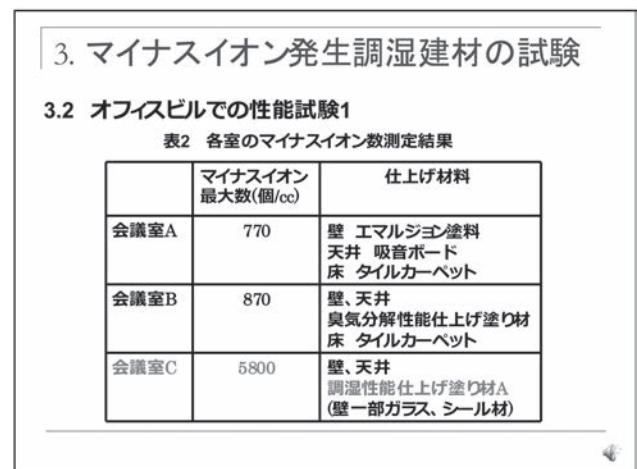 3. マイナスイオン発生調湿建材の試験
3.2 オフィスビルでの性能試験1
表2 各室のマイナスイオン数測定結果
マイナスイオン
最大数(個/cc)
仕上げ材料
会議室A
770
壁 エマルジョン塗料
天井 吸音ボード
床 タイルカーペット
会議室B
870
壁、天井
臭気分解性能仕上げ塗り材
床 タイルカーペット
会議室C
5800
壁、天井
調湿性能仕上げ塗り材A
(壁一部ガラス、シール材)